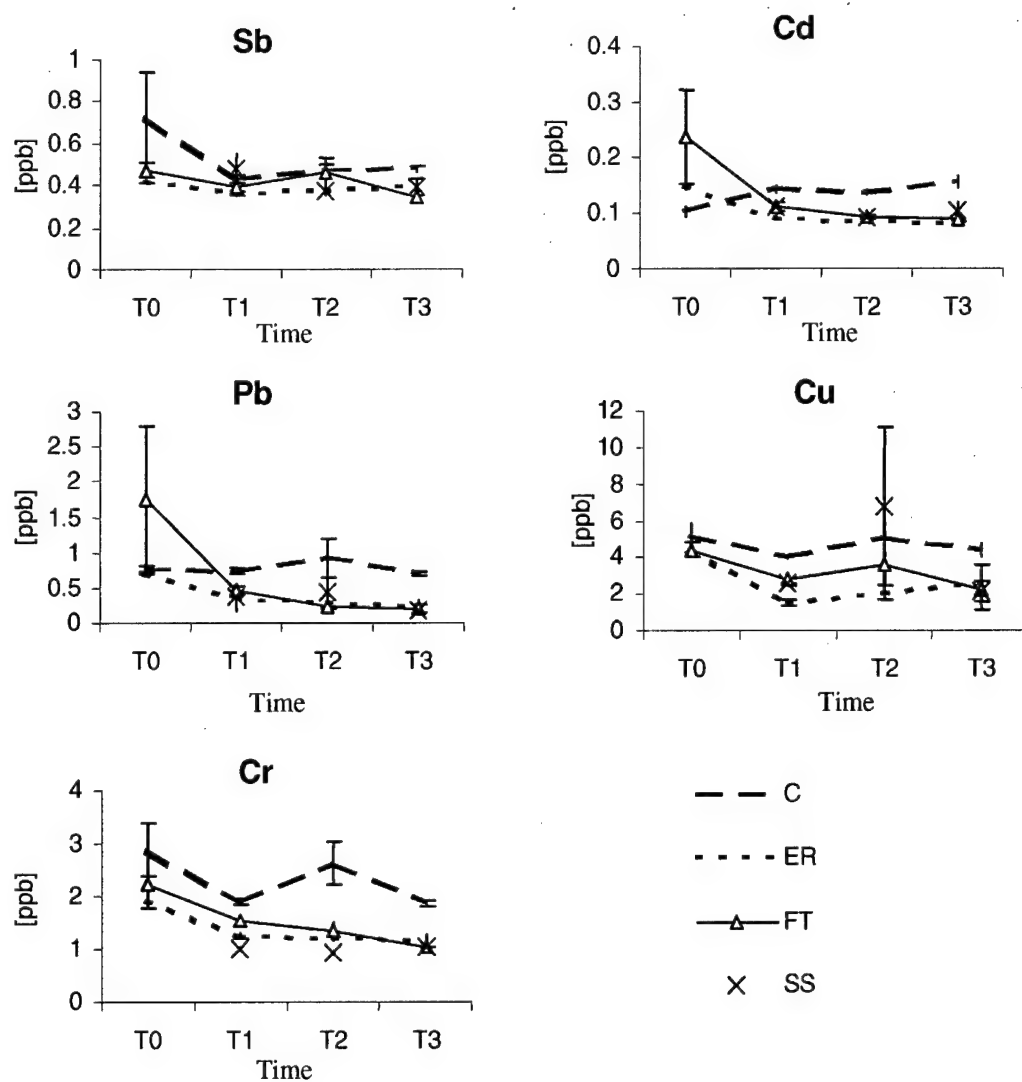 Sb
[ppb]
1
0.8
0.6
0.4
0.2
0
T0 T1 T2 T3
Time
Cd
[ppb]
0.4
0.3
0.2
0.1
0
T0 T1 T2 T3
Time
Pb
[ppb]
3
2.5
2
1.5
1
0.5
0
T0 T1 T2 T3
Time
Cu
[ppb]
12
10
8
6
4
2
0
T0 T1 T2 T3
Time
Cr
[ppb]
4
3
2
1
0
T0 T1 T2 T3
Time
C
ER
FT
SS